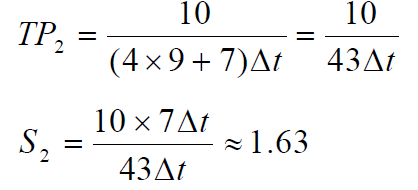 TP₂ = 10 / (4×9+7)Δt = 10 / 43Δt
S₂ = 10×7Δt / 43Δt ≈ 1.63